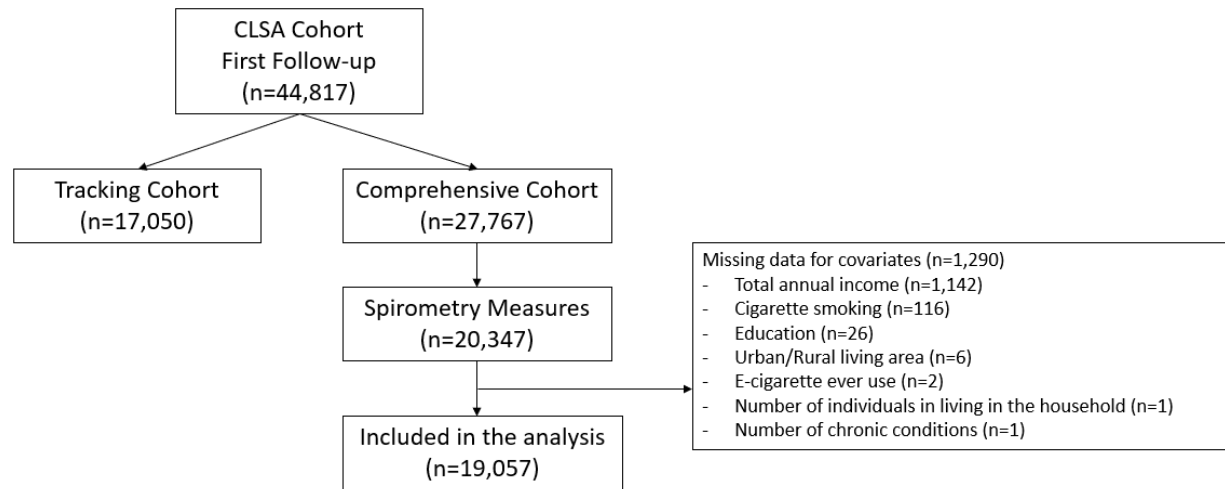 CLSA Cohort
First Follow-up
(n=44,817)
Tracking Cohort
(n=17,050)
Comprehensive Cohort
(n=27,767)
Spirometry Measures
(n=20,347)
Missing data for covariates (n=1,290)
- Total annual income (n=1,142)
- Cigarette smoking (n=116)
- Education (n=26)
- Urban/Rural living area (n=6)
- E-cigarette ever use (n=2)
- Number of individuals in living in the household (n=1)
- Number of chronic conditions (n=1)
Included in the analysis
(n=19,057)